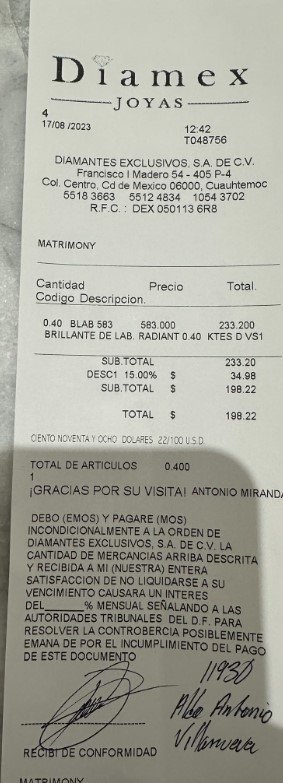 Diamex
JOYAS
4
17/08/2023 12:42
T048756
DIAMANTES EXCLUSIVOS, S.A. DE C.V.
Francisco I Madero 54 - 405 P-4
Col. Centro, Cd de Mexico 06000, Cuauhtemoc
5518 3663 5512 4834 1054 3702
R.F.C. : DEX 050113 6R8
MATRIMONY
Cantidad Precio Total.
Codigo Descripcion.
0.40 BLAB 583 583.000 233.200
BRILLANTE DE LAB. RADIANT 0.40 KTES D VS1
SUB.TOTAL 233.20
DESC1 15.00% $ 34.98
SUB.TOTAL $ 198.22
TOTAL $ 198.22
CIENTO NOVENTA Y OCHO DOLARES 22/100 U.S.D.
TOTAL DE ARTICULOS 0.400
1
¡GRACIAS POR SU VISITA! ANTONIO MIRANDA
DEBO (EMOS) Y PAGARE (MOS)
INCONDICIONALMENTE A LA ORDEN DE
DIAMANTES EXCLUSIVOS, S.A. DE C.V. LA
CANTIDAD DE MERCANCIAS ARRIBA DESCRITA
Y RECIBIDA A MI (NUESTRA) ENTERA
SATISFACCION DE NO LIQUIDARSE A SU
VENCIMIENTO CAUSARA UN INTERES
DEL______% MENSUAL SEÑALANDO A LAS
AUTORIDADES TRIBUNALES DEL D.F. PARA
RESOLVER LA CONTROBERCIA POSIBLEMENTE
EMANA DE POR EL INCUMPLIMIENTO DEL PAGO
DE ESTE DOCUMENTO
11930
Aldo Antonio
Villanueva
RECIBI DE CONFORMIDAD
MATRIMONY